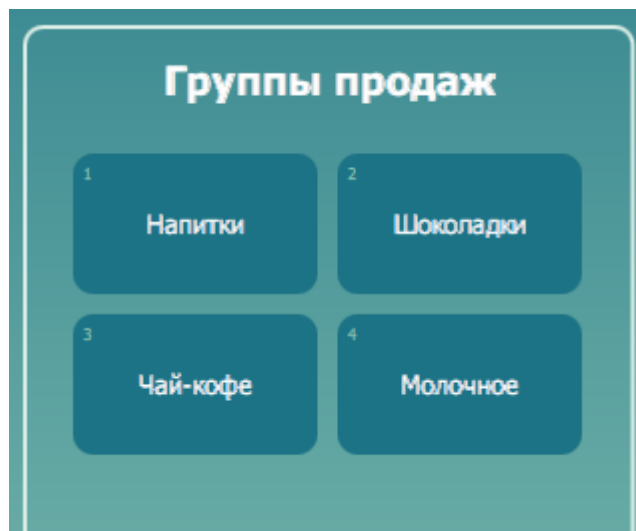 Группы продаж
1
Напитки
2
Шоколадки
3
Чай-кофе
4
Молочное